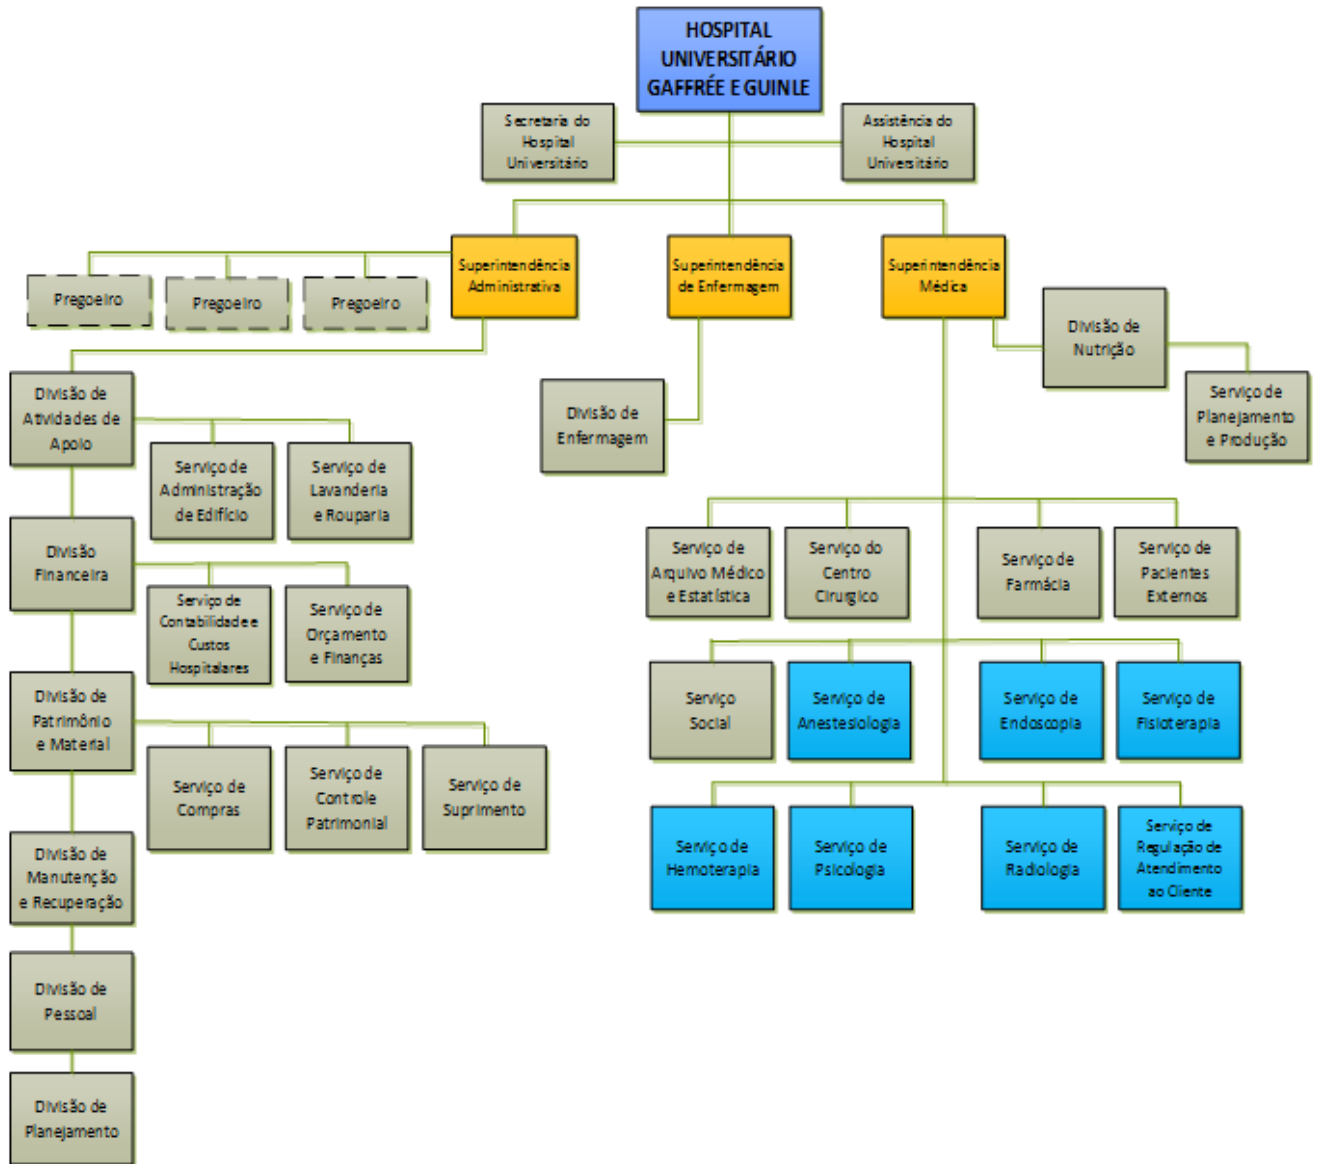 HOSPITAL
UNIVERSITÁRIO
GAFFRÉE E GUINLE
Secretaria do
Hospital
Universitário
Assistência do
Hospital
Universitário
Superintendência
Administrativa
Superintendência
de Enfermagem
Superintendência
Médica
Pregoeiro
Pregoeiro
Pregoeiro
Divisão de
Nutrição
Serviço de
Planejamento
e Produção
Divisão de
Atividades de
Apoio
Serviço de
Administração
de Edifício
Serviço de
Lavanderia
e Rouparia
Divisão de
Enfermagem
Divisão
Financeira
Serviço de
Contabilidade e
Custos
Hospitalares
Serviço de
Orçamento
e Finanças
Serviço de
Arquivo Médico
e Estatística
Serviço do
Centro
Cirurgico
Serviço de
Farmácia
Serviço de
Pacientes
Externos
Divisão de
Patrimônio
e Material
Serviço de
Compras
Serviço de
Controle
Patrimonial
Serviço de
Suprimento
Serviço
Social
Serviço de
Anestesiologia
Serviço de
Endoscopia
Serviço de
Fisioterapia
Divisão de
Manutenção
e Recuperação
Serviço de
Hemoterapia
Serviço de
Psicologia
Serviço de
Radiologia
Serviço de
Regulação de
Atendimento
ao Cliente
Divisão de
Pessoal
Divisão de
Planejamento